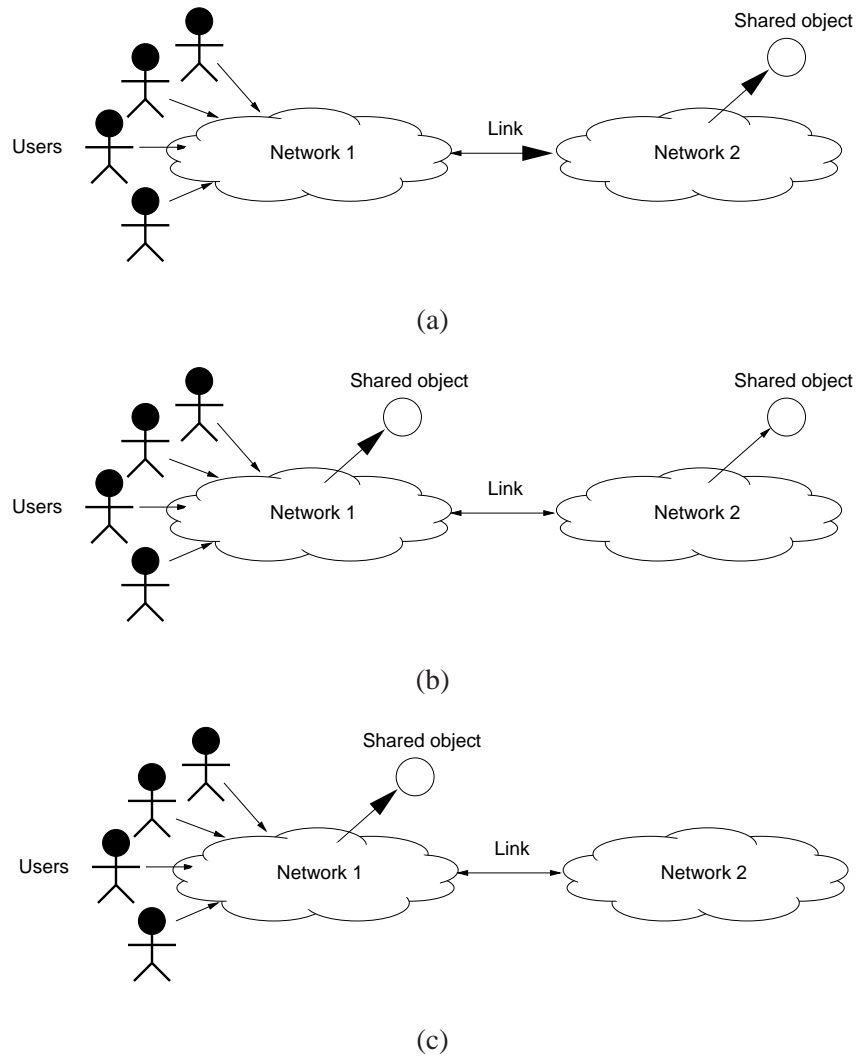 Shared object
Users
Network 1
Link
Network 2
(a)
Shared object
Shared object
Users
Network 1
Link
Network 2
(b)
Shared object
Users
Network 1
Link
Network 2
(c)